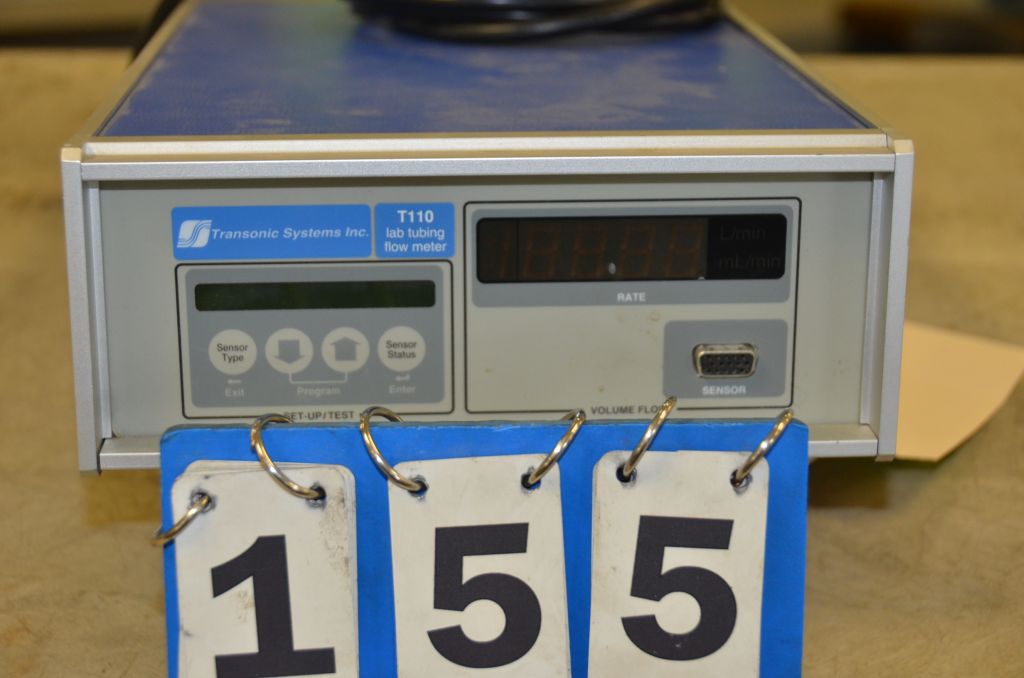 Transonic Systems Inc.
T110
lab tubing
flow meter
L/min
mL/min
RATE
Sensor
Type
Sensor
Status
Exit
Program
Enter
SENSOR
SET-UP/TEST
VOLUME FLO
1 5 5